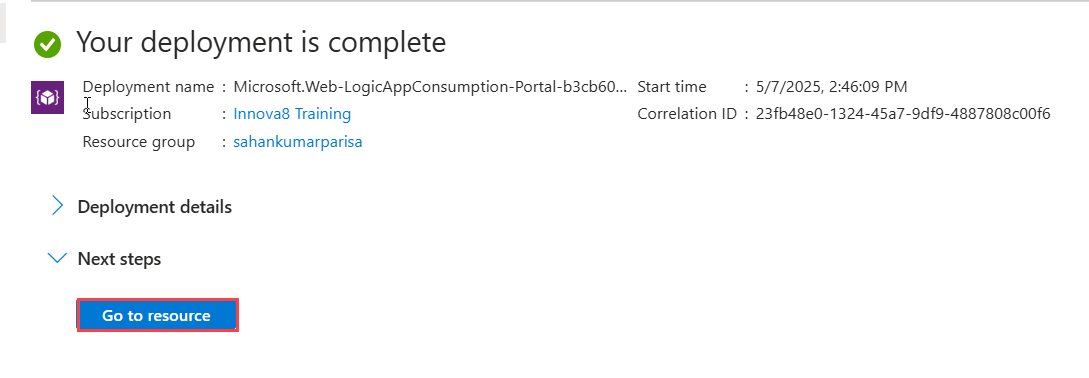 Your deployment is complete
Deployment name : Microsoft.Web-LogicAppConsumption-Portal-b3cb60... Start time : 5/7/2025, 2:46:09 PM
Subscription : Innova8 Training Correlation ID : 23fb48e0-1324-45a7-9df9-4887808c00f6
Resource group : sahankumarparisa
Deployment details
Next steps
Go to resource